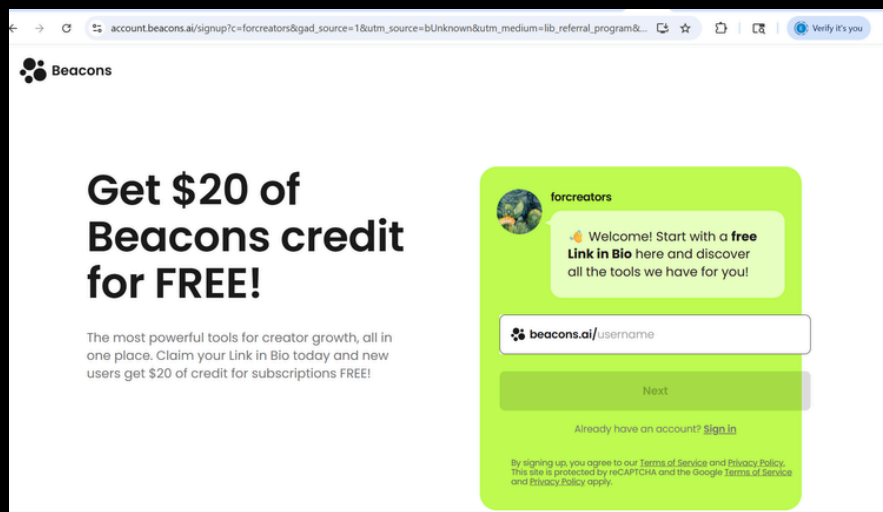 account.beacons.ai/signup?c=forcreators&gad_source=1&utm_source=bUnknown&utm_medium=lib_referral_program&...
Verify it's you
Beacons
Get $20 of
Beacons credit
for FREE!
The most powerful tools for creator growth, all in
one place. Claim your Link in Bio today and new
users get $20 of credit for subscriptions FREE!
forcreators
👋 Welcome! Start with a free
Link in Bio here and discover
all the tools we have for you!
beacons.ai/username
Next
Already have an account? Sign in
By signing up, you agree to our Terms of Service and Privacy Policy.
This site is protected by reCAPTCHA and the Google Terms of Service
and Privacy Policy apply.